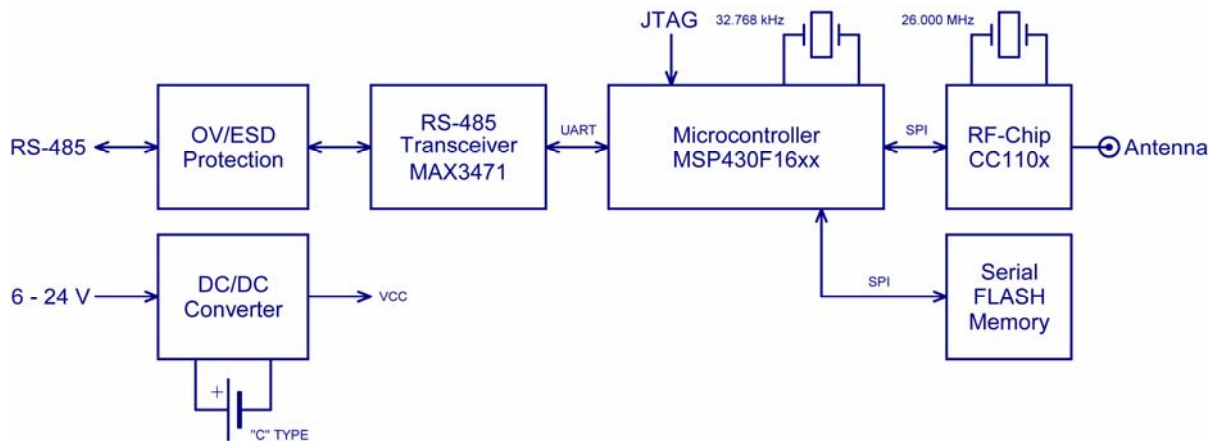 JTAG
32.768 kHz
26.000 MHz
RS-485
OV/ESD
Protection
RS-485
Transceiver
MAX3471
UART
Microcontroller
MSP430F16xx
SPI
RF-Chip
CC110x
Antenna
6 - 24 V
DC/DC
Converter
VCC
SPI
Serial
FLASH
Memory
+
"C" TYPE